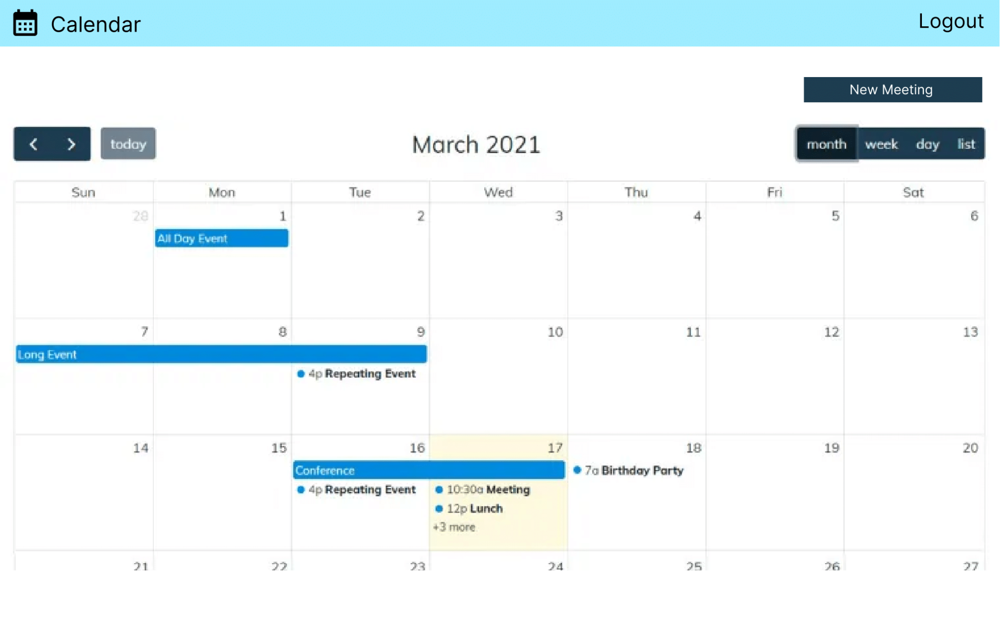 Calendar
Logout
New Meeting
today
March 2021
month week day list
Sun Mon Tue Wed Thu Fri Sat
28 1 2 3 4 5 6
All Day Event
7 8 9 10 11 12 13
Long Event
4p Repeating Event
14 15 16 17 18 19 20
Conference
7a Birthday Party
4p Repeating Event
10:30a Meeting
12p Lunch
+3 more
21 22 23 24 25 26 27